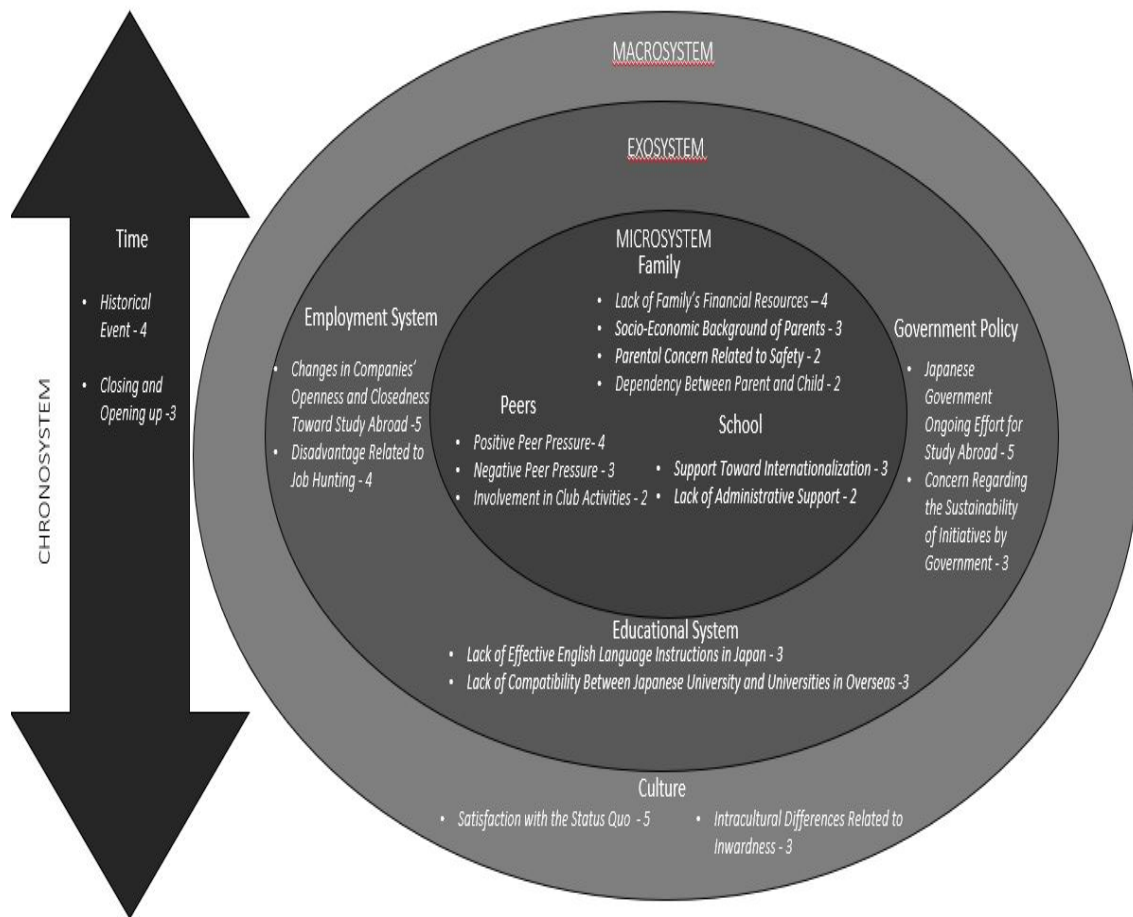 MACROSYSTEM
EXOSYSTEM
MICROSYSTEM
Family
• Lack of Family's Financial Resources – 4
• Socio-Economic Background of Parents - 3
• Parental Concern Related to Safety - 2
• Dependency Between Parent and Child - 2
Peers
• Positive Peer Pressure- 4
• Negative Peer Pressure- 3
• Involvement in Club Activities - 2
School
• Support Toward Internationalization - 3
• Lack of Administrative Support - 2
Employment System
• Changes in Companies'
Openness and Closedness
Toward Study Abroad -5
• Disadvantage Related to
Job Hunting - 4
Government Policy
• Japanese
Government
Ongoing Effort for
Study Abroad - 5
• Concern Regarding
the Sustainability
of Initiatives by
Government - 3
Educational System
• Lack of Effective English Language Instructions in Japan - 3
• Lack of Compatibility Between Japanese University and Universities in Overseas -3
Culture
• Satisfaction with the Status Quo - 5
• Intracultural Differences Related to
Inwardness - 3
CHRONOSYSTEM
Time
• Historical
Event - 4
• Closing and
Opening up -3